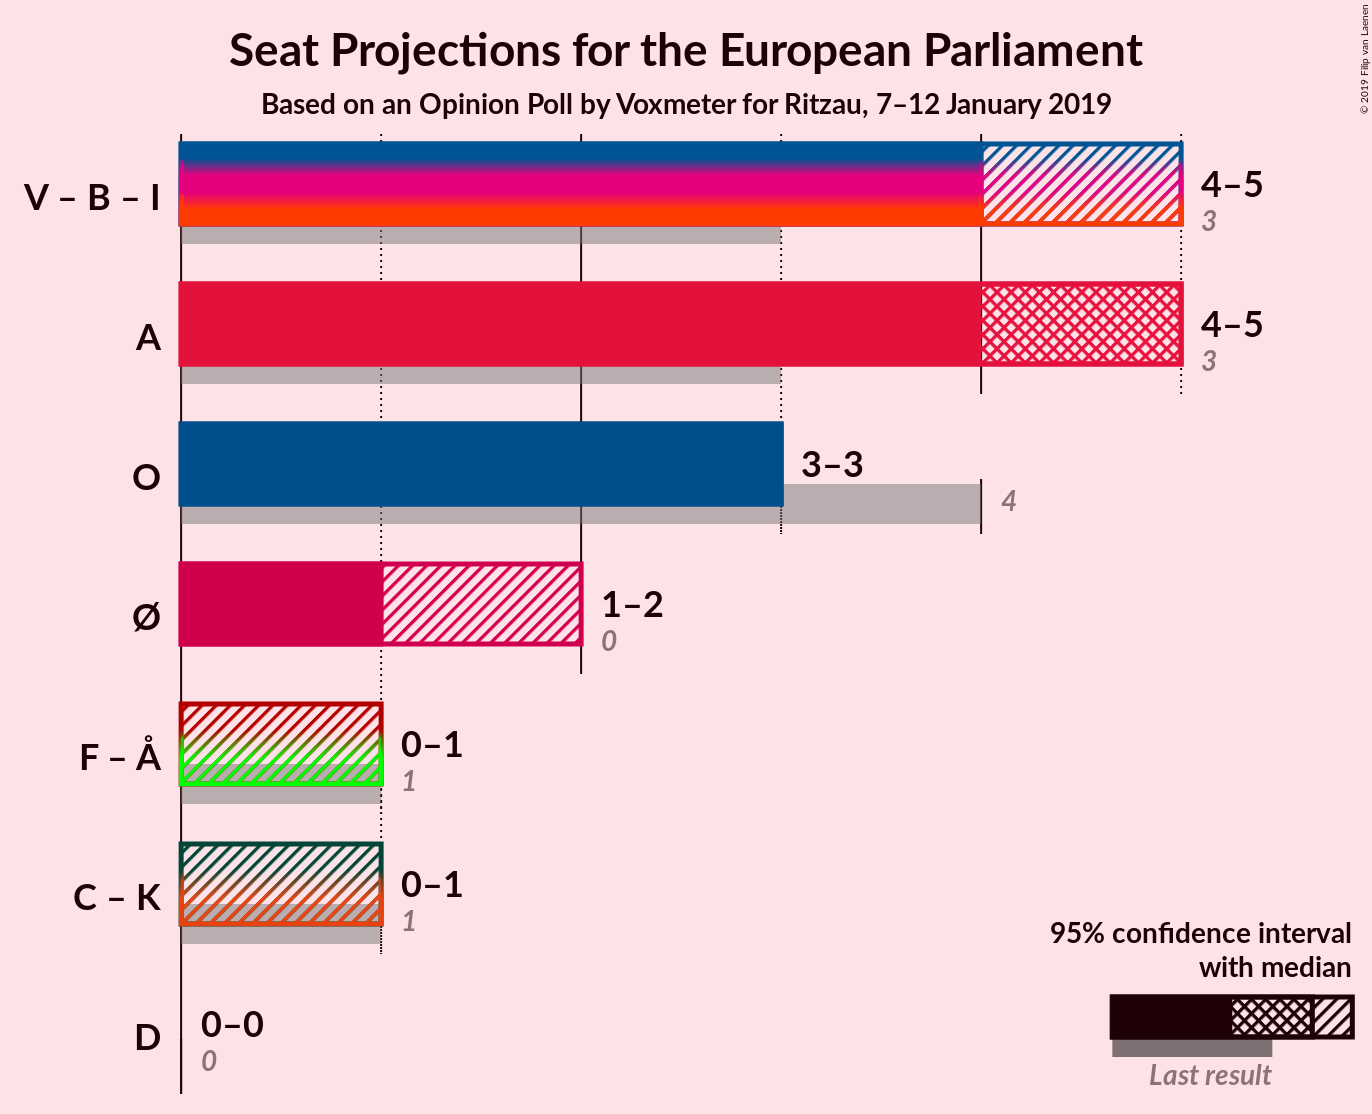 Seat Projections for the European Parliament
Based on an Opinion Poll by Voxmeter for Ritzau, 7–12 January 2019
© 2019 Filip van Laenen
V – B – I
4–5
3
A
4–5
3
O
3–3
4
Ø
1–2
0
F – Å
0–1
1
C – K
0–1
1
D
0–0
0
95% confidence interval
with median
Last result